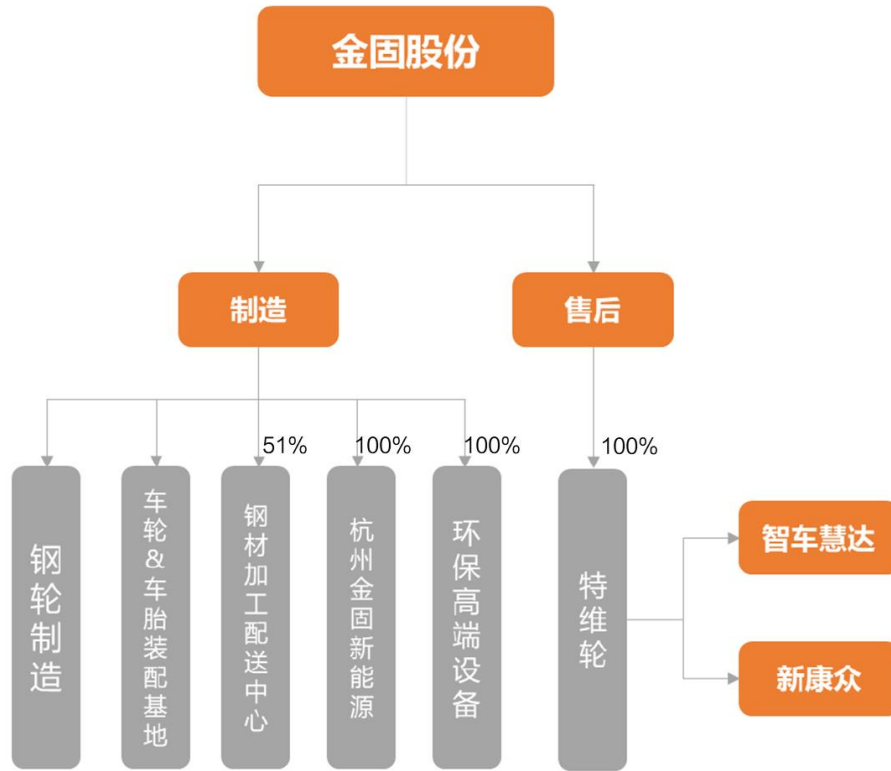 金固股份
制造
售后
51%
100%
100%
100%
钢轮制造
车轮&车胎装配基地
钢材加工配送中心
杭州金固新能源
环保高端设备
特维轮
智车慧达
新康众